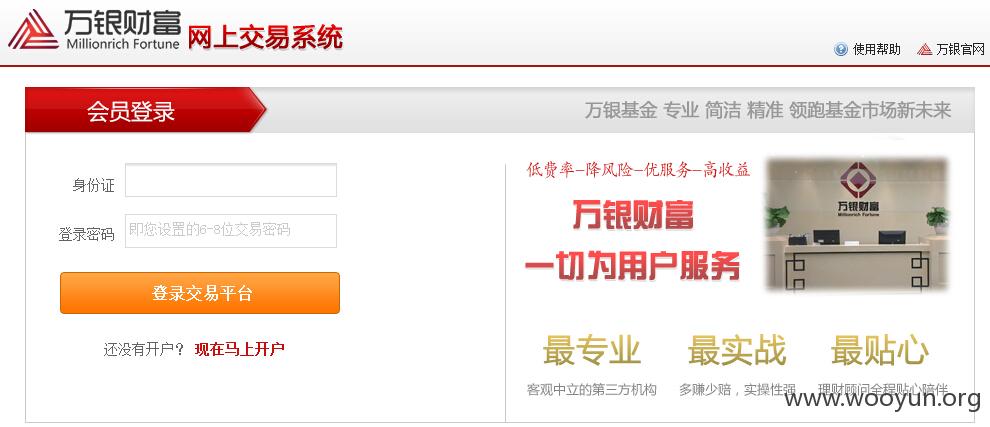 万银财富
Millionrich Fortune
网上交易系统
使用帮助 万银官网
会员登录
万银基金 专业 简洁 精准 领跑基金市场新未来
身份证
登录密码 即您设置的6-8位交易密码
登录交易平台
还没有开户? 现在马上开户
低费率-降风险-优服务-高收益
万银财富
一切为用户服务
万银财富
Millionrich Fortune
最专业 最实战 最贴心
客观中立的第三方机构 多赚少赔，实操性强 理财顾问全程贴心陪伴
www.wooyun.org